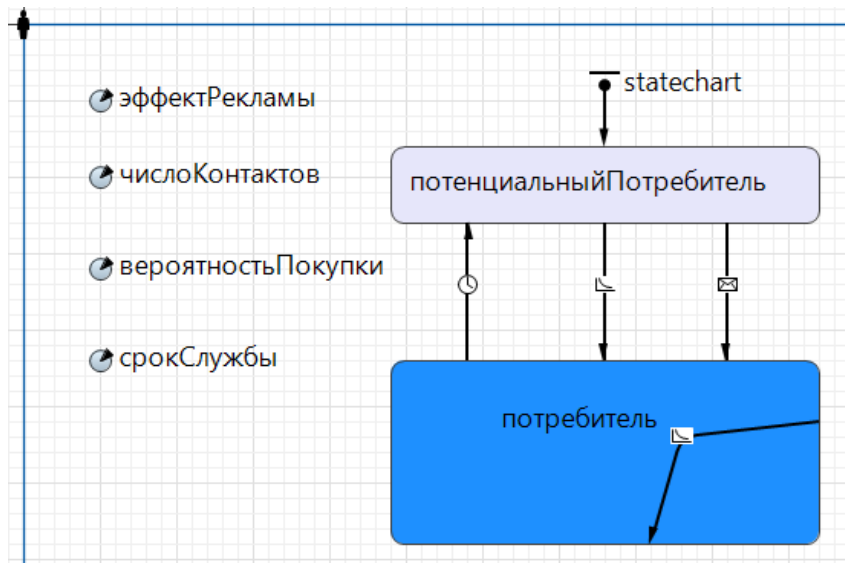 эффектРекламы
числоКонтактов
вероятностьПокупки
срокСлужбы
statechart
потенциальныйПотребитель
потребитель